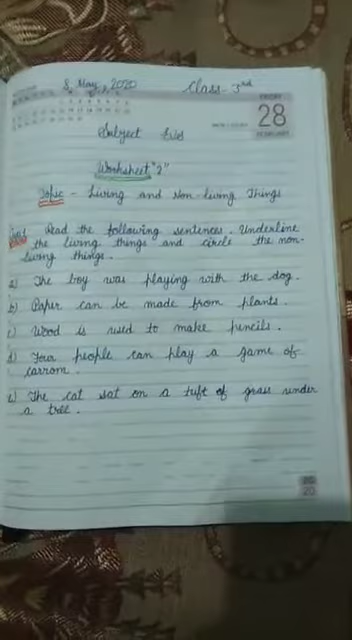 8 May, 2020 Class - 3rd
FRIDAY
28
FEBRUARY
Subject
Worksheet "2"
Topic - Living and Non living Things
Read the following sentences. Underline
the living things and circle the non-
living things.
a) The boy was playing with the dog.
b) Paper can be made from plants.
c) Wood is used to make pencils.
d) Four people can play a game of
carrom.
e) The cat sat on a tuft of grass under
a tree.
20